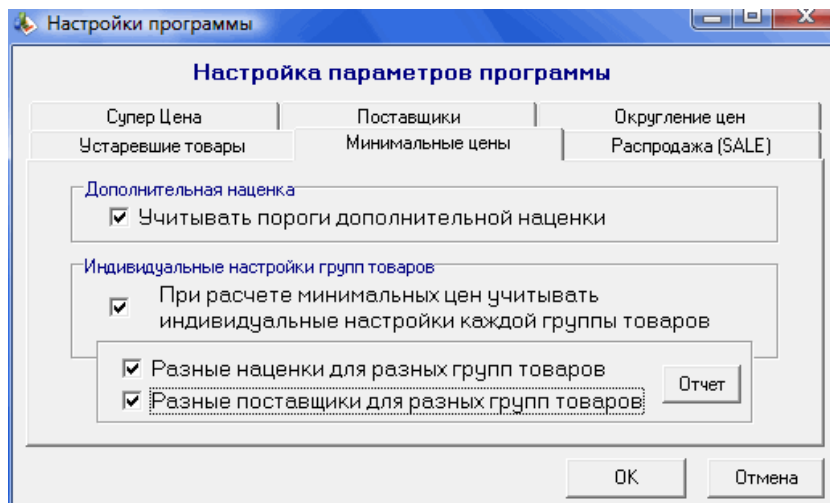 Настройки программы
Настройка параметров программы
Супер Цена
Поставщики
Округление цен
Устаревшие товары
Минимальные цены
Распродажа (SALE)
Дополнительная наценка
Учитывать пороги дополнительной наценки
Индивидуальные настройки групп товаров
При расчете минимальных цен учитывать
индивидуальные настройки каждой группы товаров
Разные наценки для разных групп товаров
Разные поставщики для разных групп товаров
Отчет
OK
Отмена